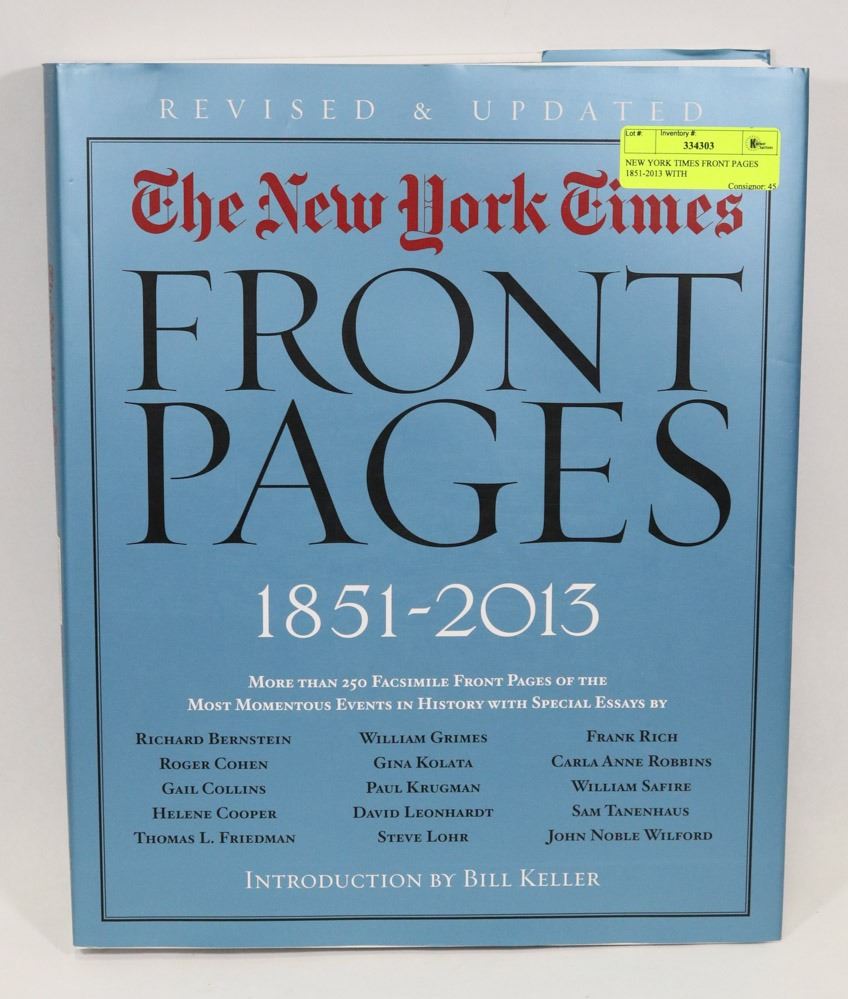 REVISED & UPDATED
Lot #: Inventory #:
334303
NEW YORK TIMES FRONT PAGES
1851-2013 WITH
Consignor: 45
The New York Times
FRONT
PAGES
1851-2013
MORE THAN 250 FACSIMILE FRONT PAGES OF THE
MOST MOMENTOUS EVENTS IN HISTORY WITH SPECIAL ESSAYS BY
RICHARD BERNSTEIN WILLIAM GRIMES FRANK RICH
ROGER COHEN GINA KOLATA CARLA ANNE ROBBINS
GAIL COLLINS PAUL KRUGMAN WILLIAM SAFIRE
HELENE COOPER DAVID LEONHARDT SAM TANENHAUS
THOMAS L. FRIEDMAN STEVE LOHR JOHN NOBLE WILFORD
INTRODUCTION BY BILL KELLER